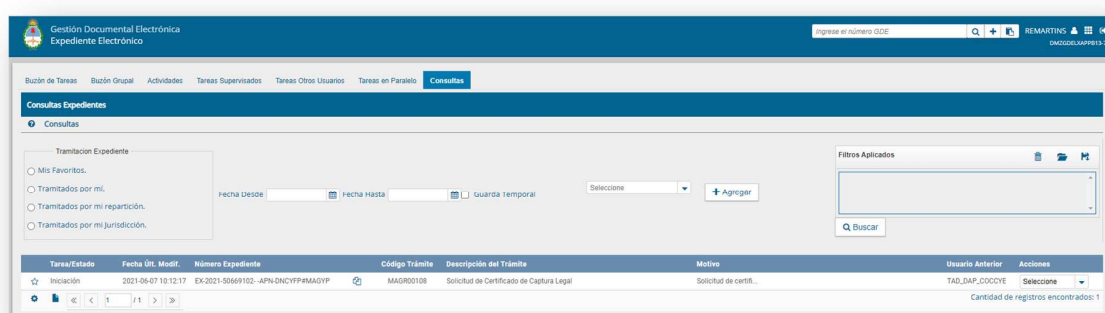 Gestión Documental Electrónica
Expediente Electrónico
Ingrese el número GDE
REMARTINS
DMZGDELXAPPB13-7
Buzón de Tareas Buzón Grupal Actividades Tareas Supervisados Tareas Otros Usuarios Tareas en Paralelo Consultas
Consultas Expedientes
Consultas
Tramitacion Expediente
Mis Favoritos.
Tramitados por mí.
Tramitados por mi repartición.
Tramitados por mi Jurisdicción.
Fecha Desde Fecha Hasta Guarda Temporal Seleccione Agregar
Filtros Aplicados
Buscar
Tarea/Estado Fecha Últ. Modif. Número Expediente Código Trámite Descripción del Trámite Motivo Usuario Anterior Acciones
Iniciación 2021-06-07 10:12:17 EX-2021-50669102- -APN-DNCYFP#MAGYP MAGR00108 Solicitud de Certificado de Captura Legal Solicitud de certifi... TAD_DAP_COCCYE Seleccione
1 / 1
Cantidad de registros encontrados: 1